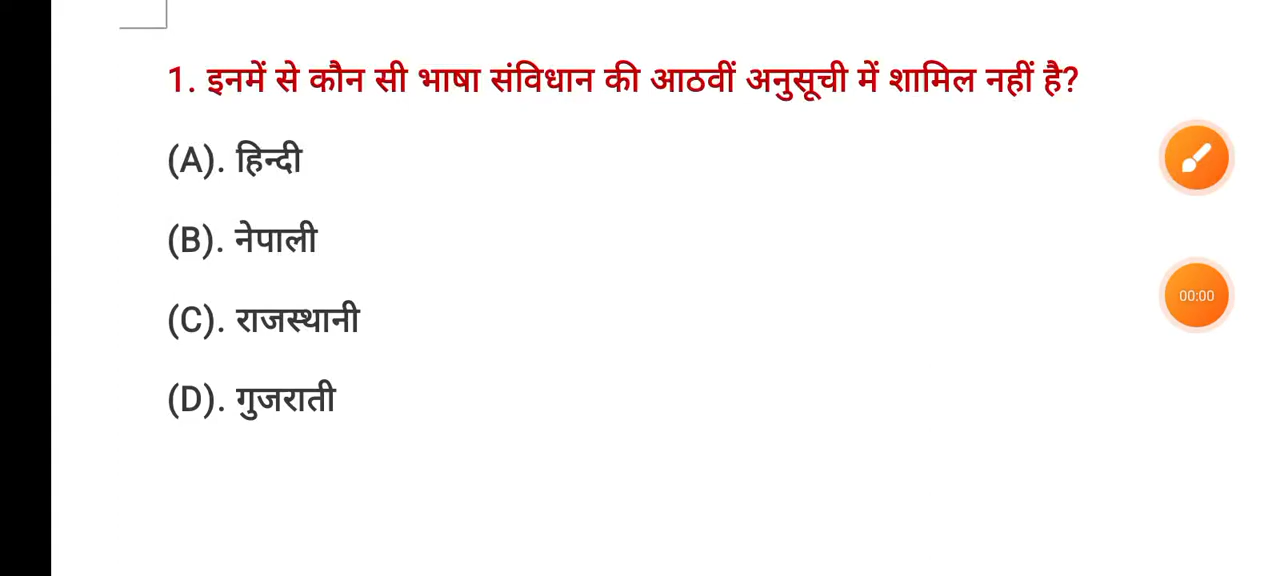 1. इनमें से कौन सी भाषा संविधान की आठवीं अनुसूची में शामिल नहीं है?
(A). हिन्दी
(B). नेपाली
(C). राजस्थानी
(D). गुजराती
00:00